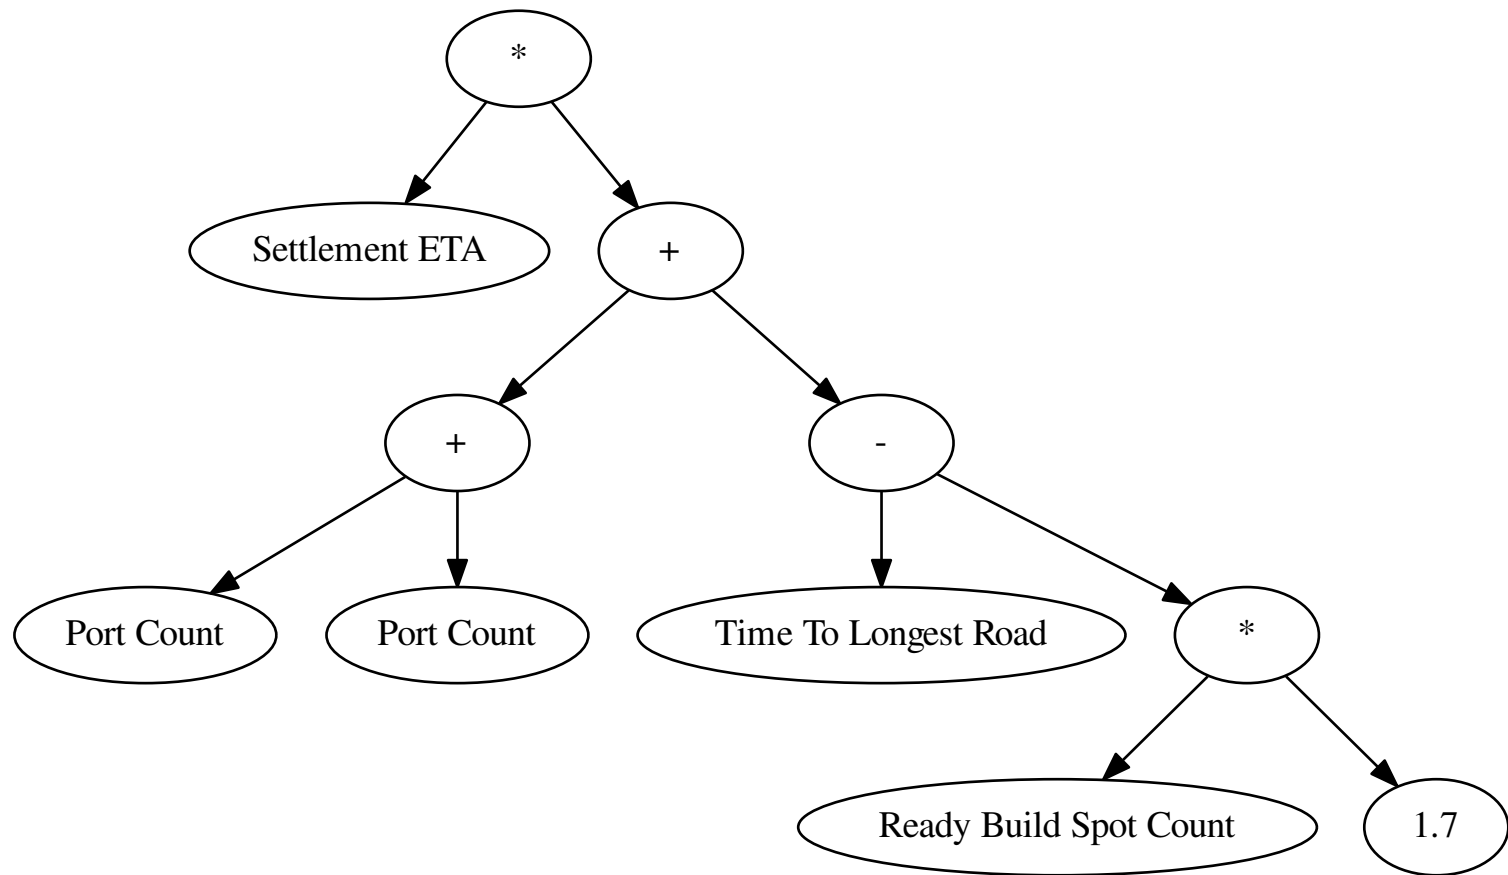 *
Settlement ETA
+
+
-
Port Count
Port Count
Time To Longest Road
*
Ready Build Spot Count
1.7